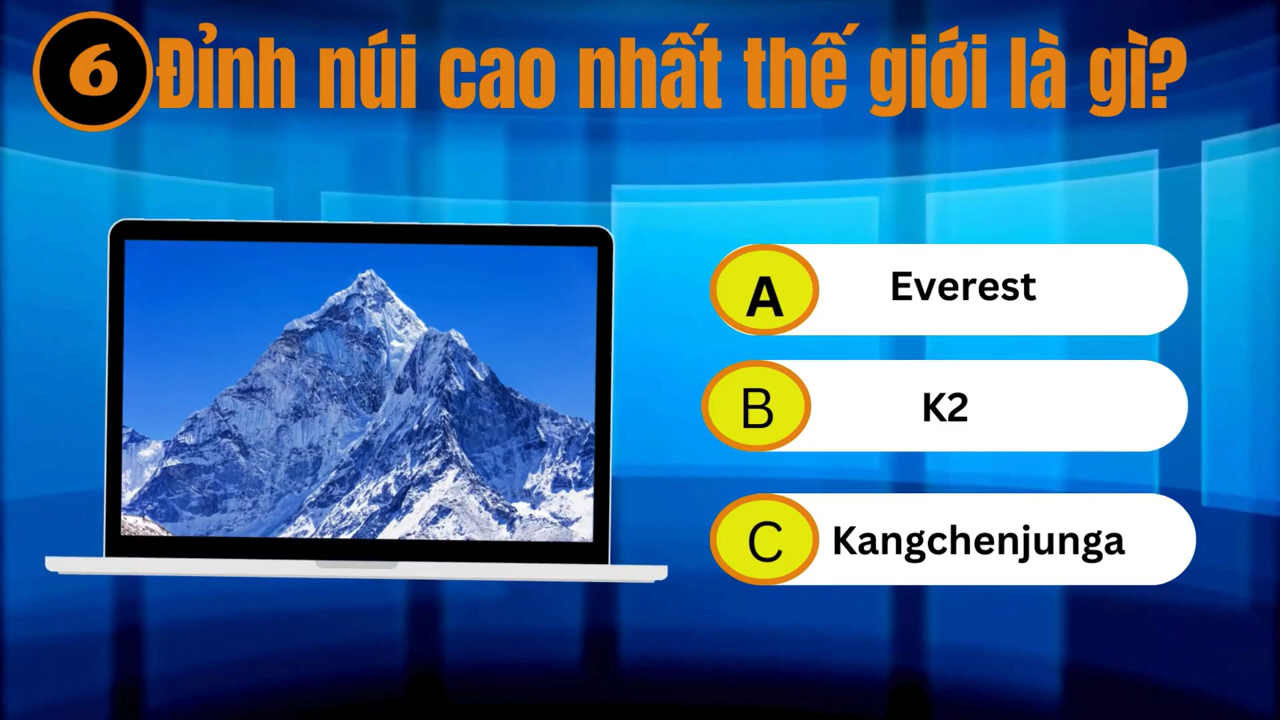 6 Đỉnh núi cao nhất thế giới là gì?
A Everest
B K2
C Kangchenjunga